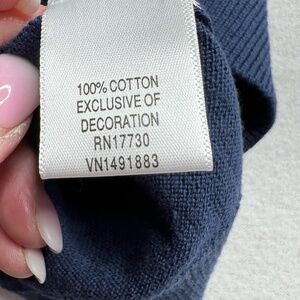 100% COTTON
EXCLUSIVE OF
DECORATION
RN17730
VN1491883